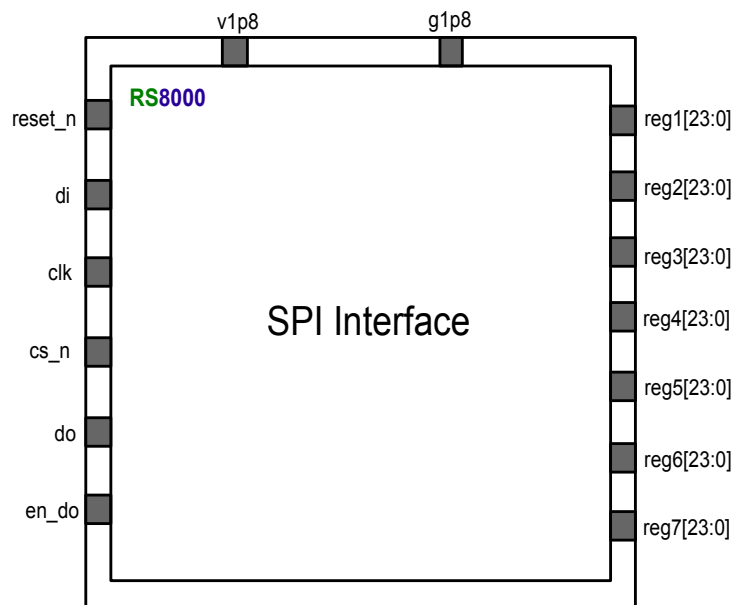 v1p8
g1p8
RS8000
reset_n
di
clk
cs_n
do
en_do
SPI Interface
reg1[23:0]
reg2[23:0]
reg3[23:0]
reg4[23:0]
reg5[23:0]
reg6[23:0]
reg7[23:0]